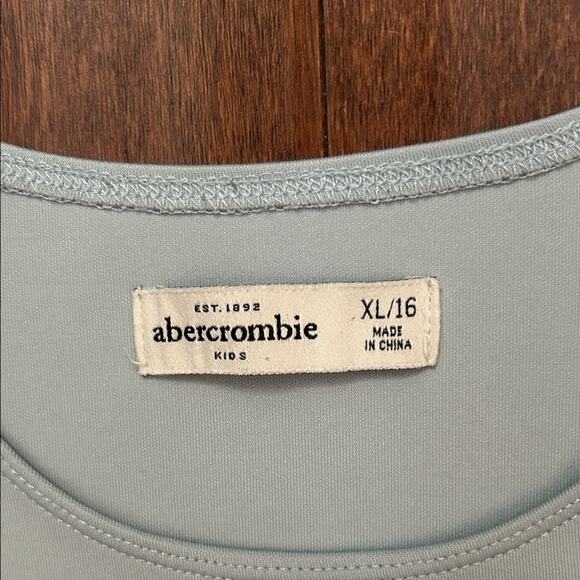 EST. 1892
abercrombie
KIDS
XL/16
MADE
IN CHINA